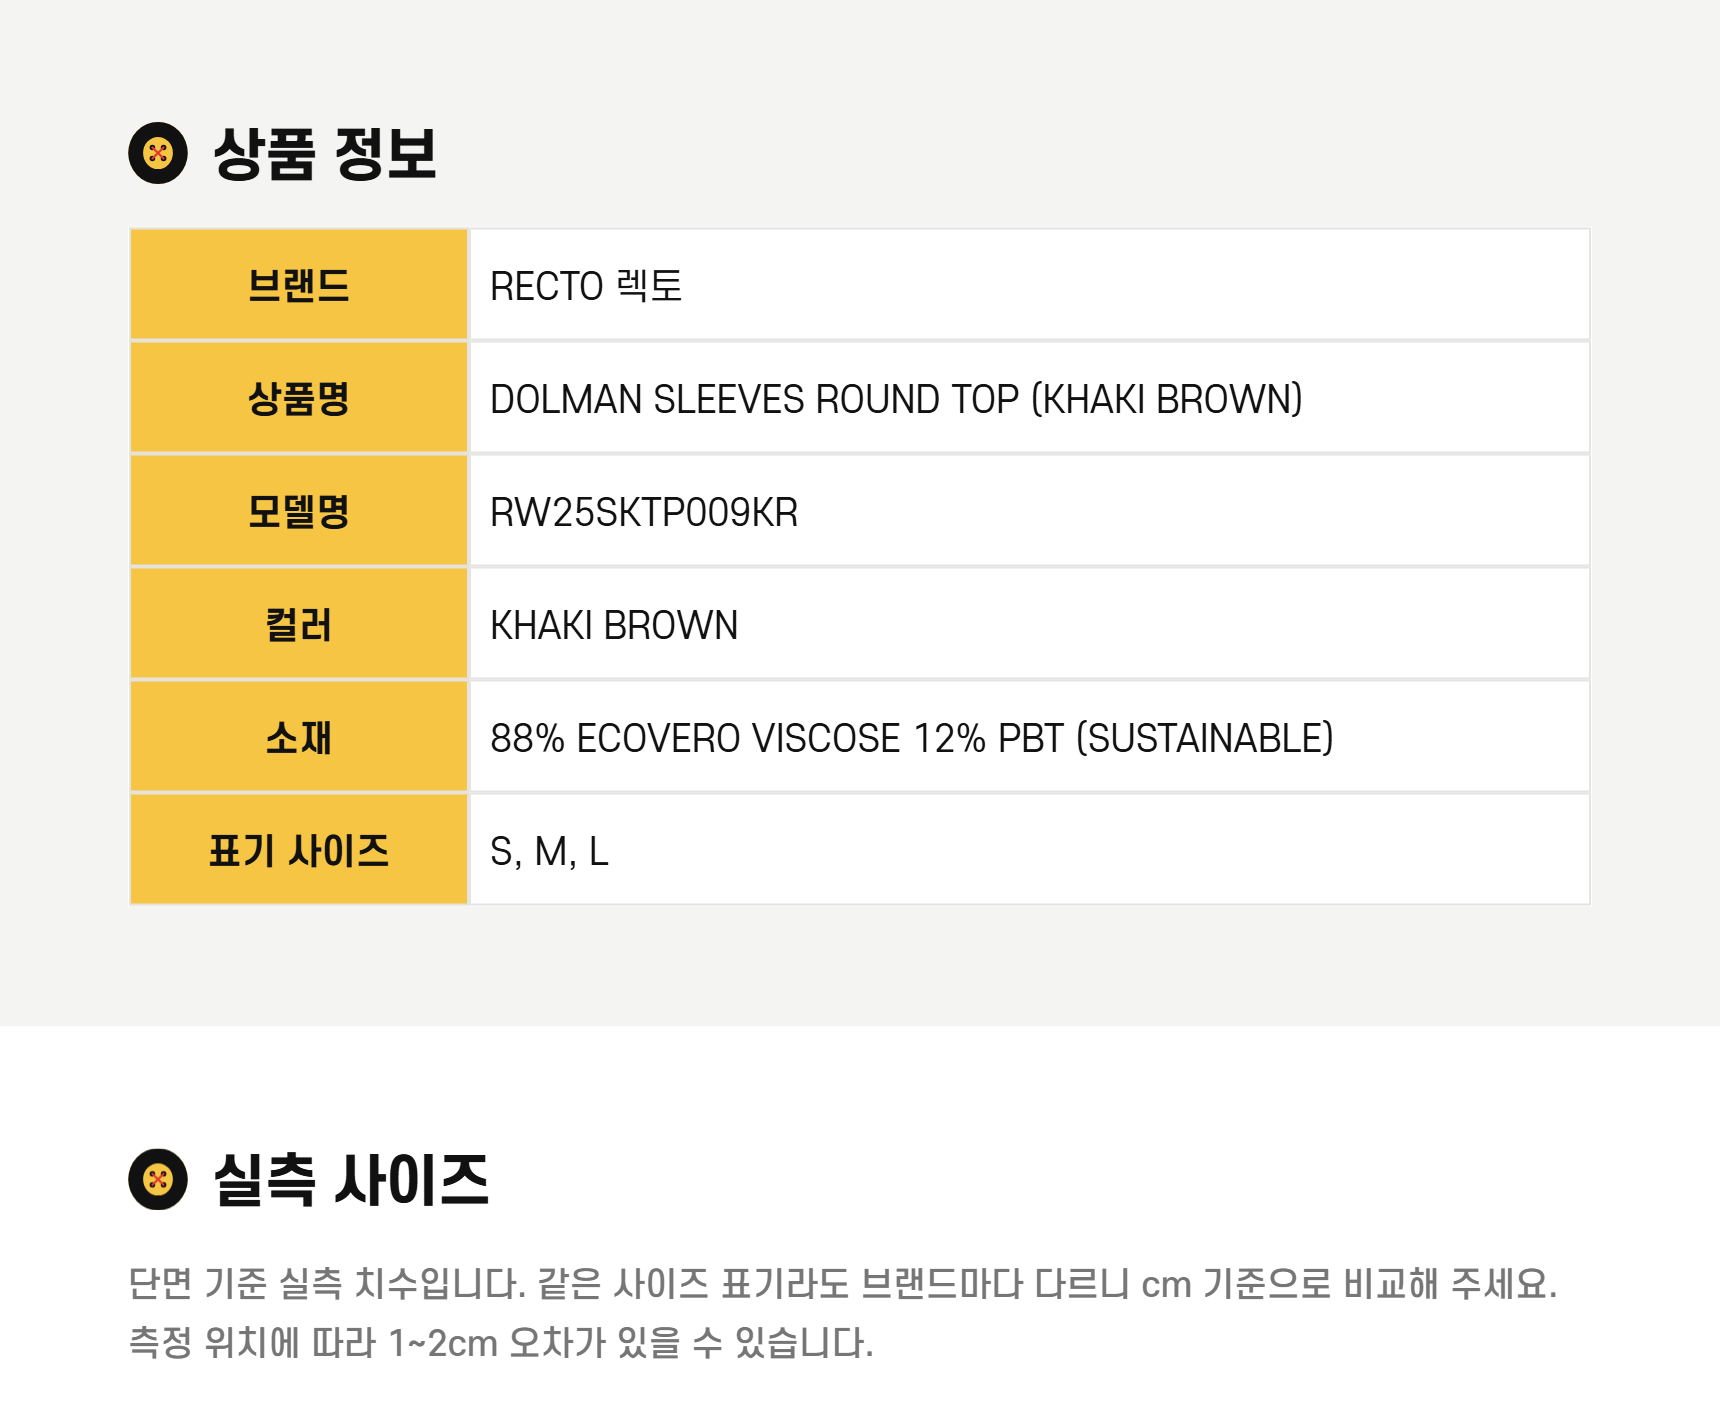 상품 정보
브랜드 RECTO 렉토
상품명 DOLMAN SLEEVES ROUND TOP (KHAKI BROWN)
모델명 RW25SKTP009KR
컬러 KHAKI BROWN
소재 88% ECOVERO VISCOSE 12% PBT (SUSTAINABLE)
표기 사이즈 S, M, L
실측 사이즈
단면 기준 실측 치수입니다. 같은 사이즈 표기라도 브랜드마다 다르니 cm 기준으로 비교해 주세요.
측정 위치에 따라 1~2cm 오차가 있을 수 있습니다.